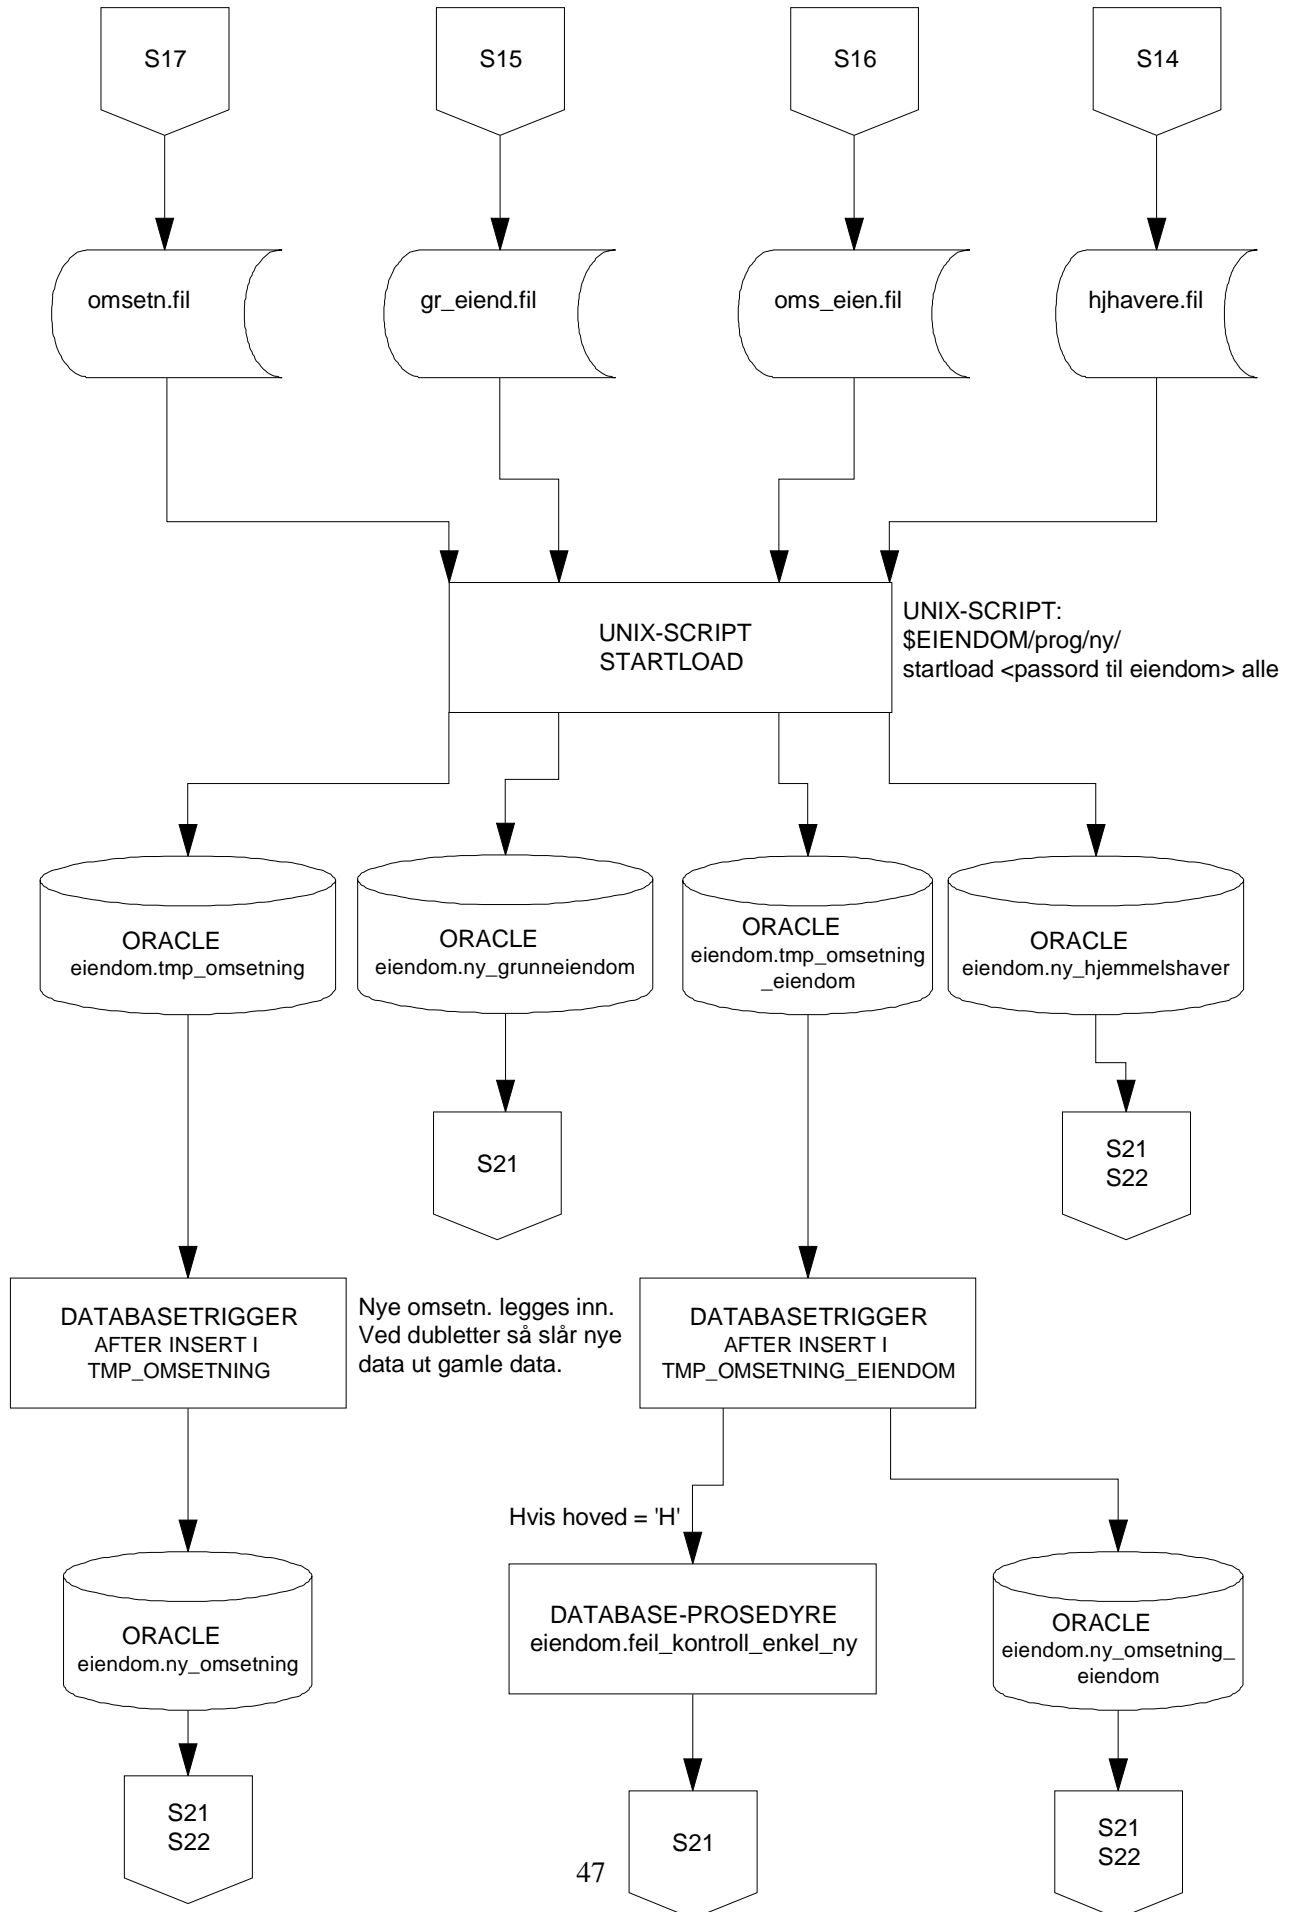 S17
S15
S16
S14
omsetn.fil
gr_eiend.fil
oms_eien.fil
hjhavere.fil
UNIX-SCRIPT
STARTLOAD
UNIX-SCRIPT:
$EIENDOM/prog/ny/
startload <passord til eiendom> alle
ORACLE
eiendom.tmp_omsetning
ORACLE
eiendom.ny_grunneiendom
ORACLE
eiendom.tmp_omsetning
_eiendom
ORACLE
eiendom.ny_hjemmelshaver
S21
S21
S22
DATABASETRIGGER
AFTER INSERT I
TMP_OMSETNING
Nye omsetn. legges inn.
Ved dubletter så slår nye
data ut gamle data.
DATABASETRIGGER
AFTER INSERT I
TMP_OMSETNING_EIENDOM
Hvis hoved = 'H'
ORACLE
eiendom.ny_omsetning
DATABASE-PROSEDYRE
eiendom.feil_kontroll_enkel_ny
ORACLE
eiendom.ny_omsetning_
eiendom
S21
S22
S21
S21
S22
47